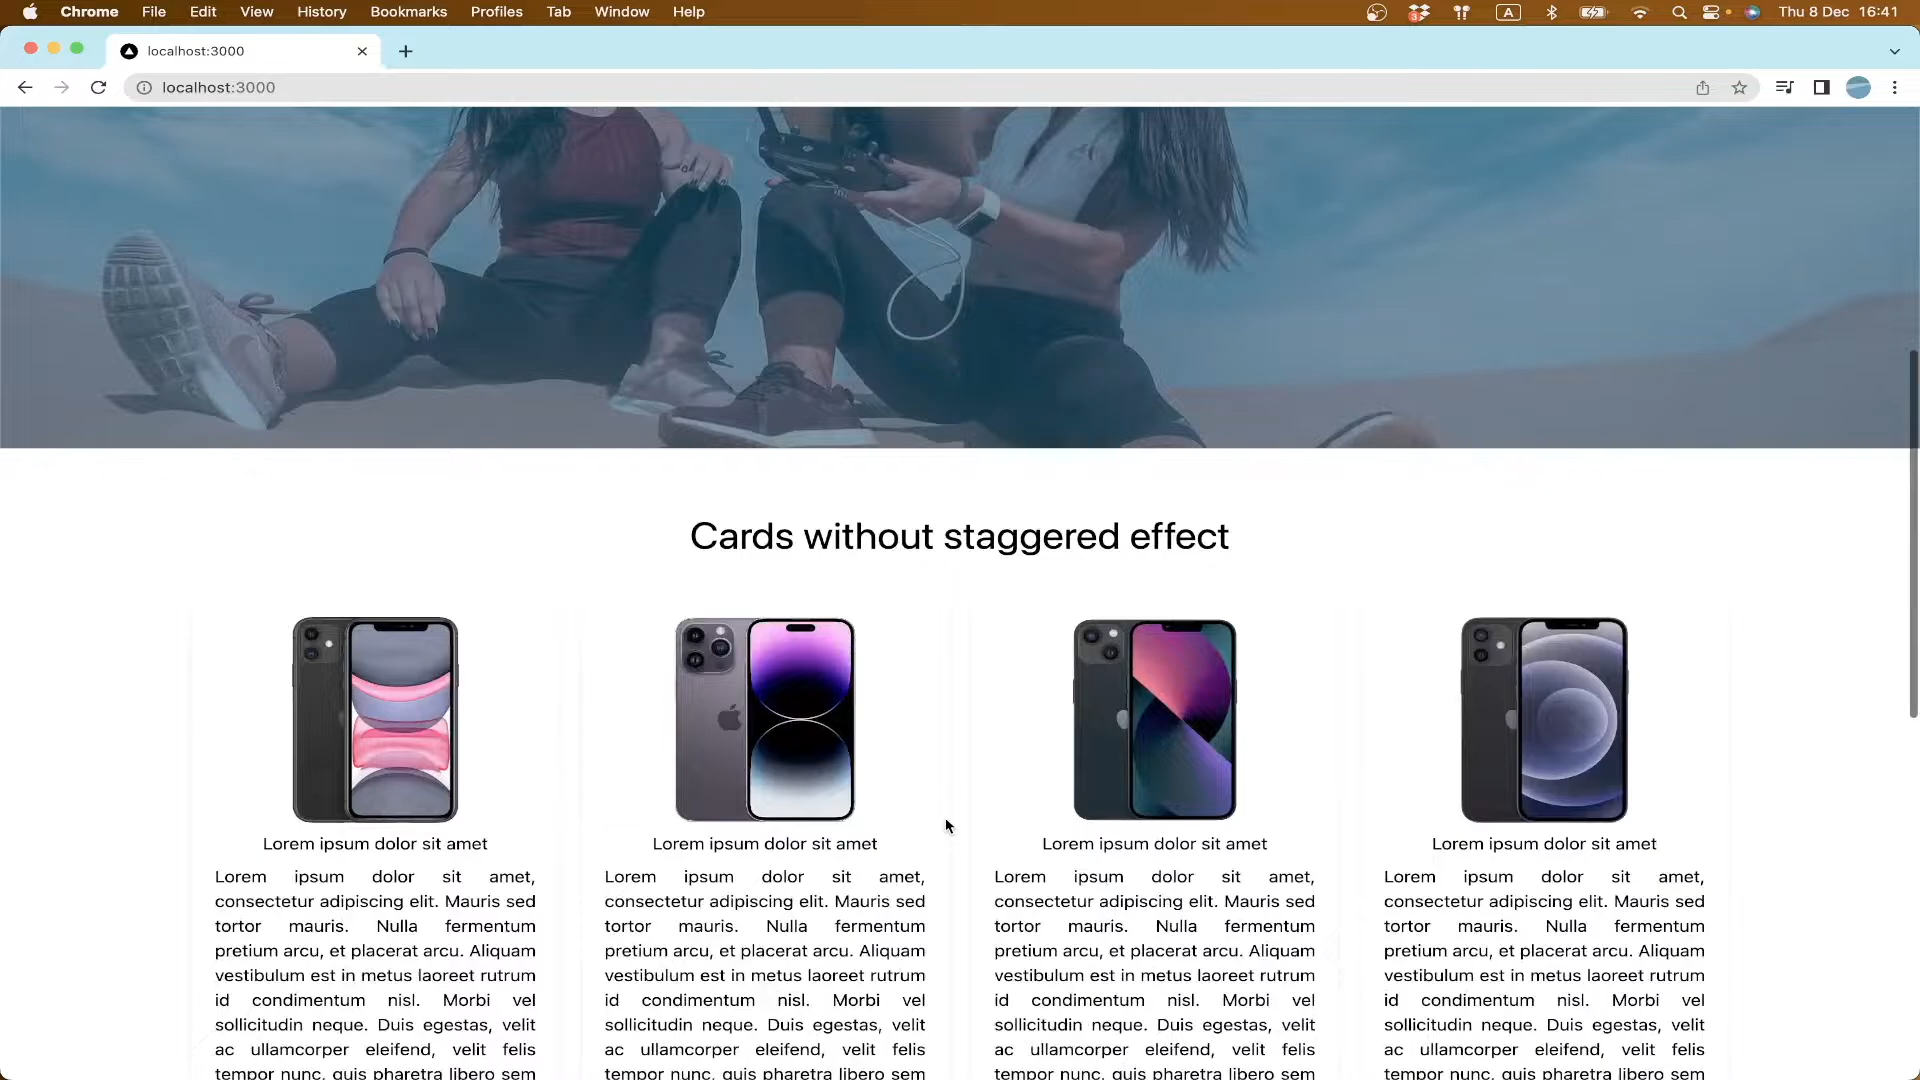 Chrome File Edit View History Bookmarks Profiles Tab Window Help 3 A Thu 8 Dec 16:41
localhost:3000
localhost:3000
Cards without staggered effect
Lorem ipsum dolor sit amet
Lorem ipsum dolor sit amet,
consectetur adipiscing elit. Mauris sed
tortor mauris. Nulla fermentum
pretium arcu, et placerat arcu. Aliquam
vestibulum est in metus laoreet rutrum
id condimentum nisl. Morbi vel
sollicitudin neque. Duis egestas, velit
ac ullamcorper eleifend, velit felis
tempor nunc, quis pharetra libero sem
Lorem ipsum dolor sit amet
Lorem ipsum dolor sit amet,
consectetur adipiscing elit. Mauris sed
tortor mauris. Nulla fermentum
pretium arcu, et placerat arcu. Aliquam
vestibulum est in metus laoreet rutrum
id condimentum nisl. Morbi vel
sollicitudin neque. Duis egestas, velit
ac ullamcorper eleifend, velit felis
tempor nunc, quis pharetra libero sem
Lorem ipsum dolor sit amet
Lorem ipsum dolor sit amet,
consectetur adipiscing elit. Mauris sed
tortor mauris. Nulla fermentum
pretium arcu, et placerat arcu. Aliquam
vestibulum est in metus laoreet rutrum
id condimentum nisl. Morbi vel
sollicitudin neque. Duis egestas, velit
ac ullamcorper eleifend, velit felis
tempor nunc, quis pharetra libero sem
Lorem ipsum dolor sit amet
Lorem ipsum dolor sit amet,
consectetur adipiscing elit. Mauris sed
tortor mauris. Nulla fermentum
pretium arcu, et placerat arcu. Aliquam
vestibulum est in metus laoreet rutrum
id condimentum nisl. Morbi vel
sollicitudin neque. Duis egestas, velit
ac ullamcorper eleifend, velit felis
tempor nunc, quis pharetra libero sem